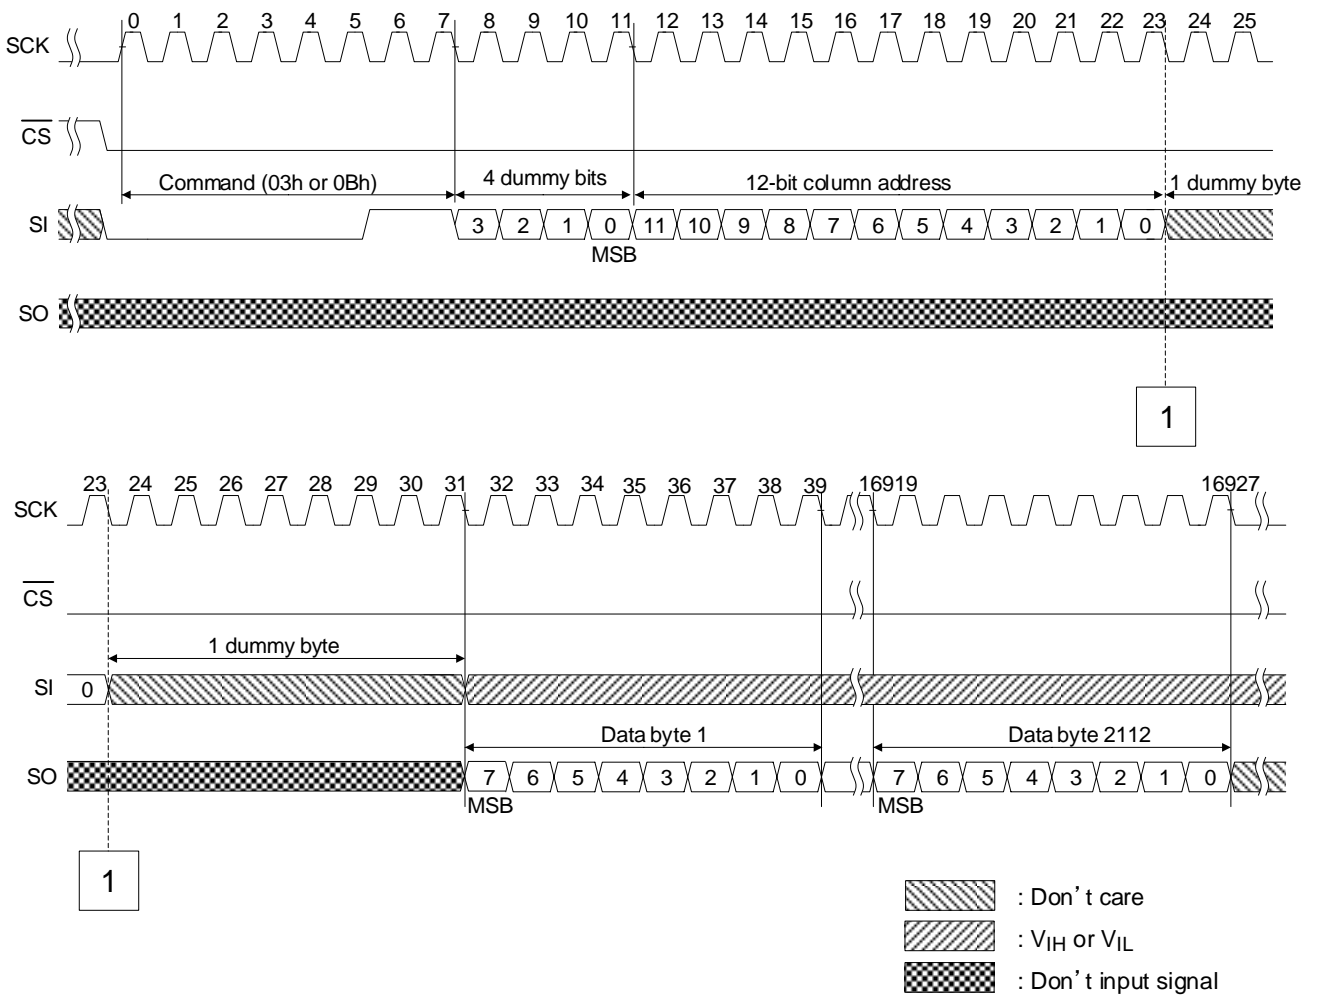 0 1 2 3 4 5 6 7 8 9 10 11 12 13 14 15 16 17 18 19 20 21 22 23 24 25
SCK
CS
Command (03h or 0Bh) 4 dummy bits 12-bit column address 1 dummy byte
SI 3 2 1 0 11 10 9 8 7 6 5 4 3 2 1 0
MSB
SO
1
23 24 25 26 27 28 29 30 31 32 33 34 35 36 37 38 39 16919 16927
SCK
CS
1 dummy byte
SI 0
Data byte 1 Data byte 2112
SO 7 6 5 4 3 2 1 0 7 6 5 4 3 2 1 0
MSB MSB
1
: Don’t care
: VIH or VIL
: Don’t input signal